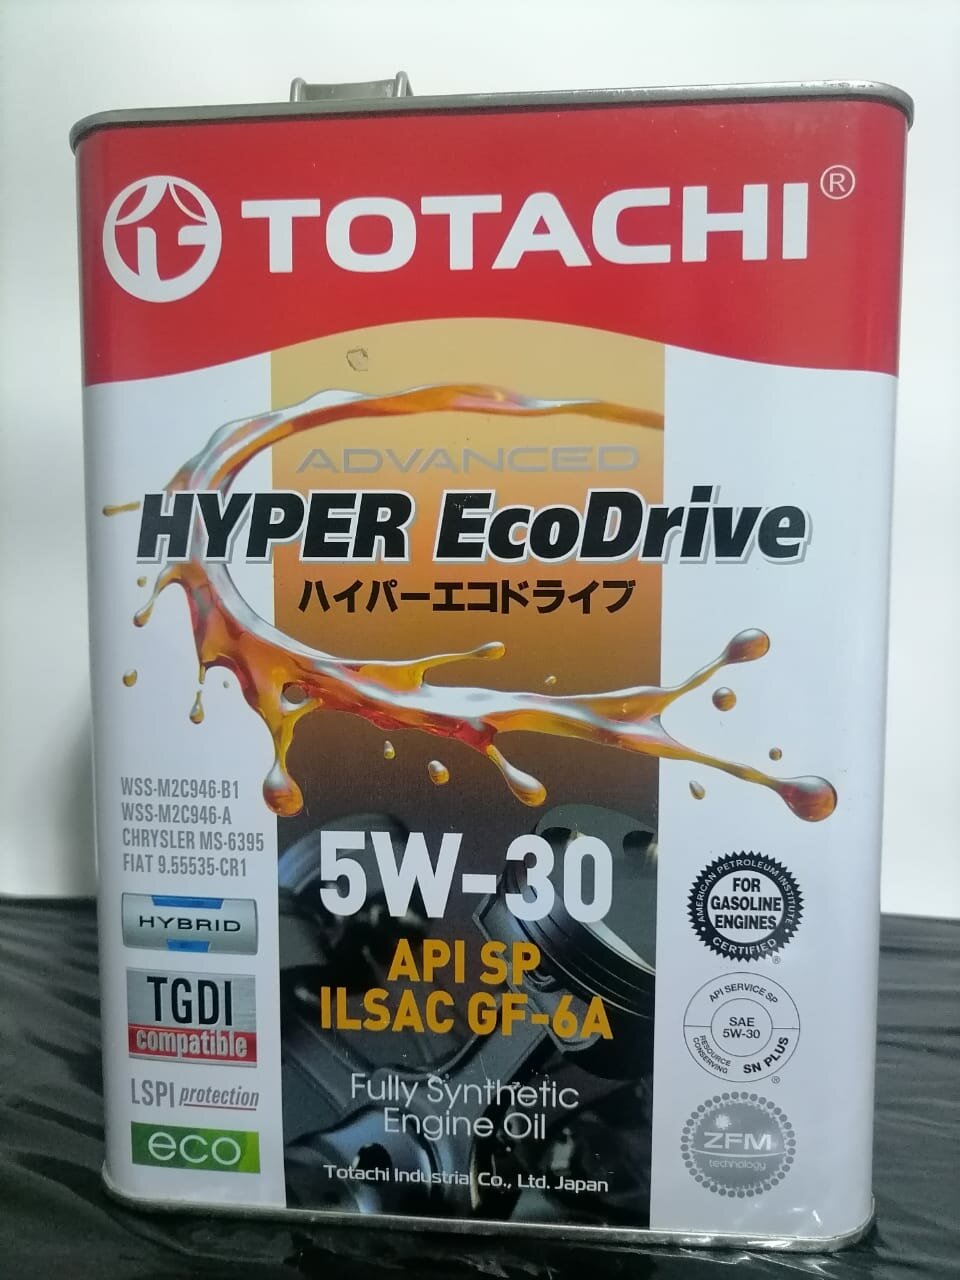 TOTACHI®
ADVANCED
HYPER EcoDrive
ハイパーエコドライブ
WSS-M2C946-B1
WSS-M2C946-A
CHRYSLER MS-6395
FIAT 9.55535-CR1
HYBRID
TGDI
compatible
LSPI protection
eco
5W-30
API SP
ILSAC GF-6A
Fully Synthetic
Engine Oil
Totachi Industrial Co., Ltd. Japan
AMERICAN PETROLEUM INSTITUTE
FOR
GASOLINE
ENGINES
CERTIFIED
®
API SERVICE SP
SAE
5W-30
RESOURCE
CONSERVING
SN PLUS
®
ZFM
technology